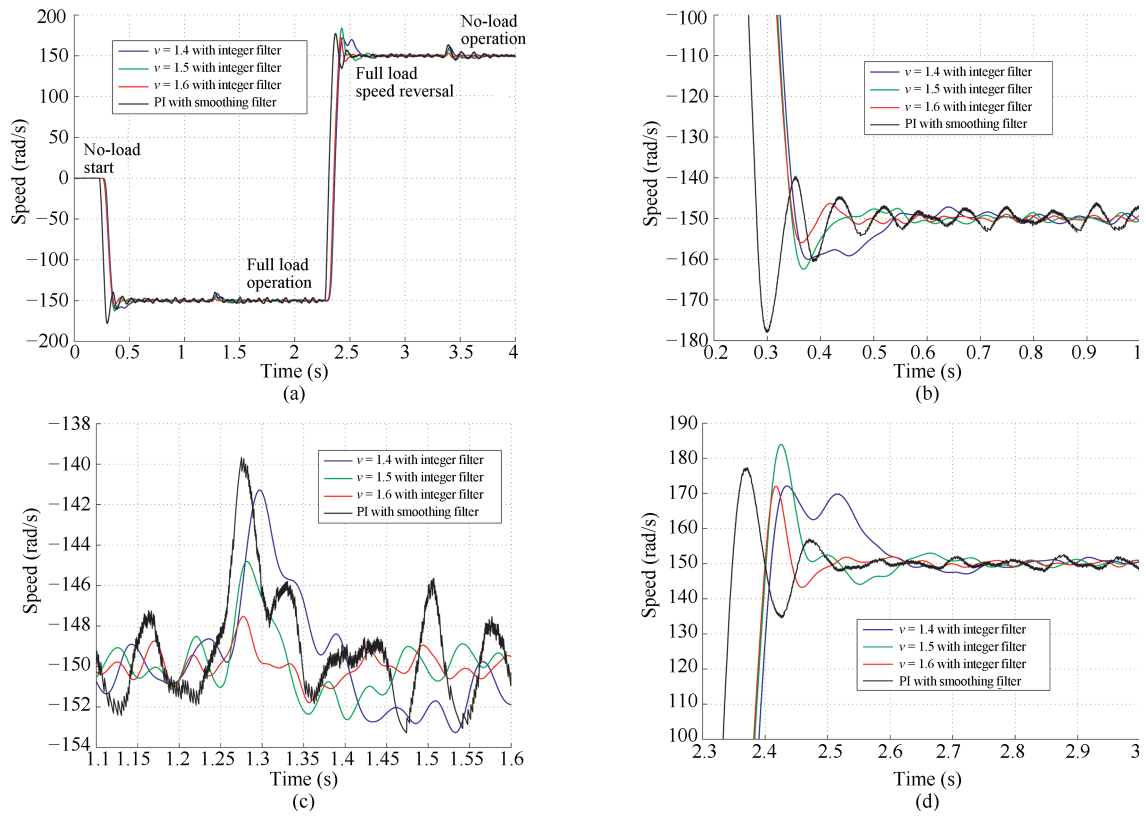 200
150
100
50
0
−50
−100
−150
−200
Speed (rad/s)
v = 1.4 with integer filter
v = 1.5 with integer filter
v = 1.6 with integer filter
PI with smoothing filter
No-load
start
Full load
operation
Full load
speed reversal
No-load
operation
0 0.5 1 1.5 2 2.5 3 3.5 4
Time (s)
(a)
−100
−110
−120
−130
−140
−150
−160
−170
−180
Speed (rad/s)
v = 1.4 with integer filter
v = 1.5 with integer filter
v = 1.6 with integer filter
PI with smoothing filter
0.2 0.3 0.4 0.5 0.6 0.7 0.8 0.9 1
Time (s)
(b)
−138
−140
−142
−144
−146
−148
−150
−152
−154
Speed (rad/s)
v = 1.4 with integer filter
v = 1.5 with integer filter
v = 1.6 with integer filter
PI with smoothing filter
1.1 1.15 1.2 1.25 1.3 1.35 1.4 1.45 1.5 1.55 1.6
Time (s)
(c)
190
180
170
160
150
140
130
120
110
100
Speed (rad/s)
v = 1.4 with integer filter
v = 1.5 with integer filter
v = 1.6 with integer filter
PI with smoothing filter
2.3 2.4 2.5 2.6 2.7 2.8 2.9 3
Time (s)
(d)